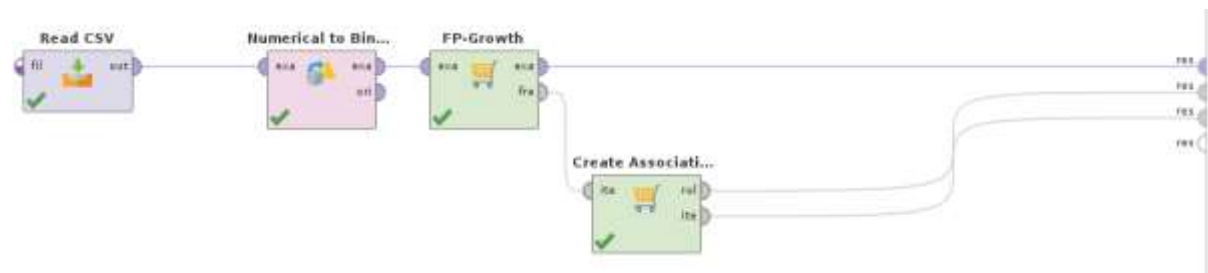 Read CSV
fil out
Numerical to Bin...
exa exa
ori
FP-Growth
exa exa
fre
Create Associati...
ite rul
ite
res
res
res
res